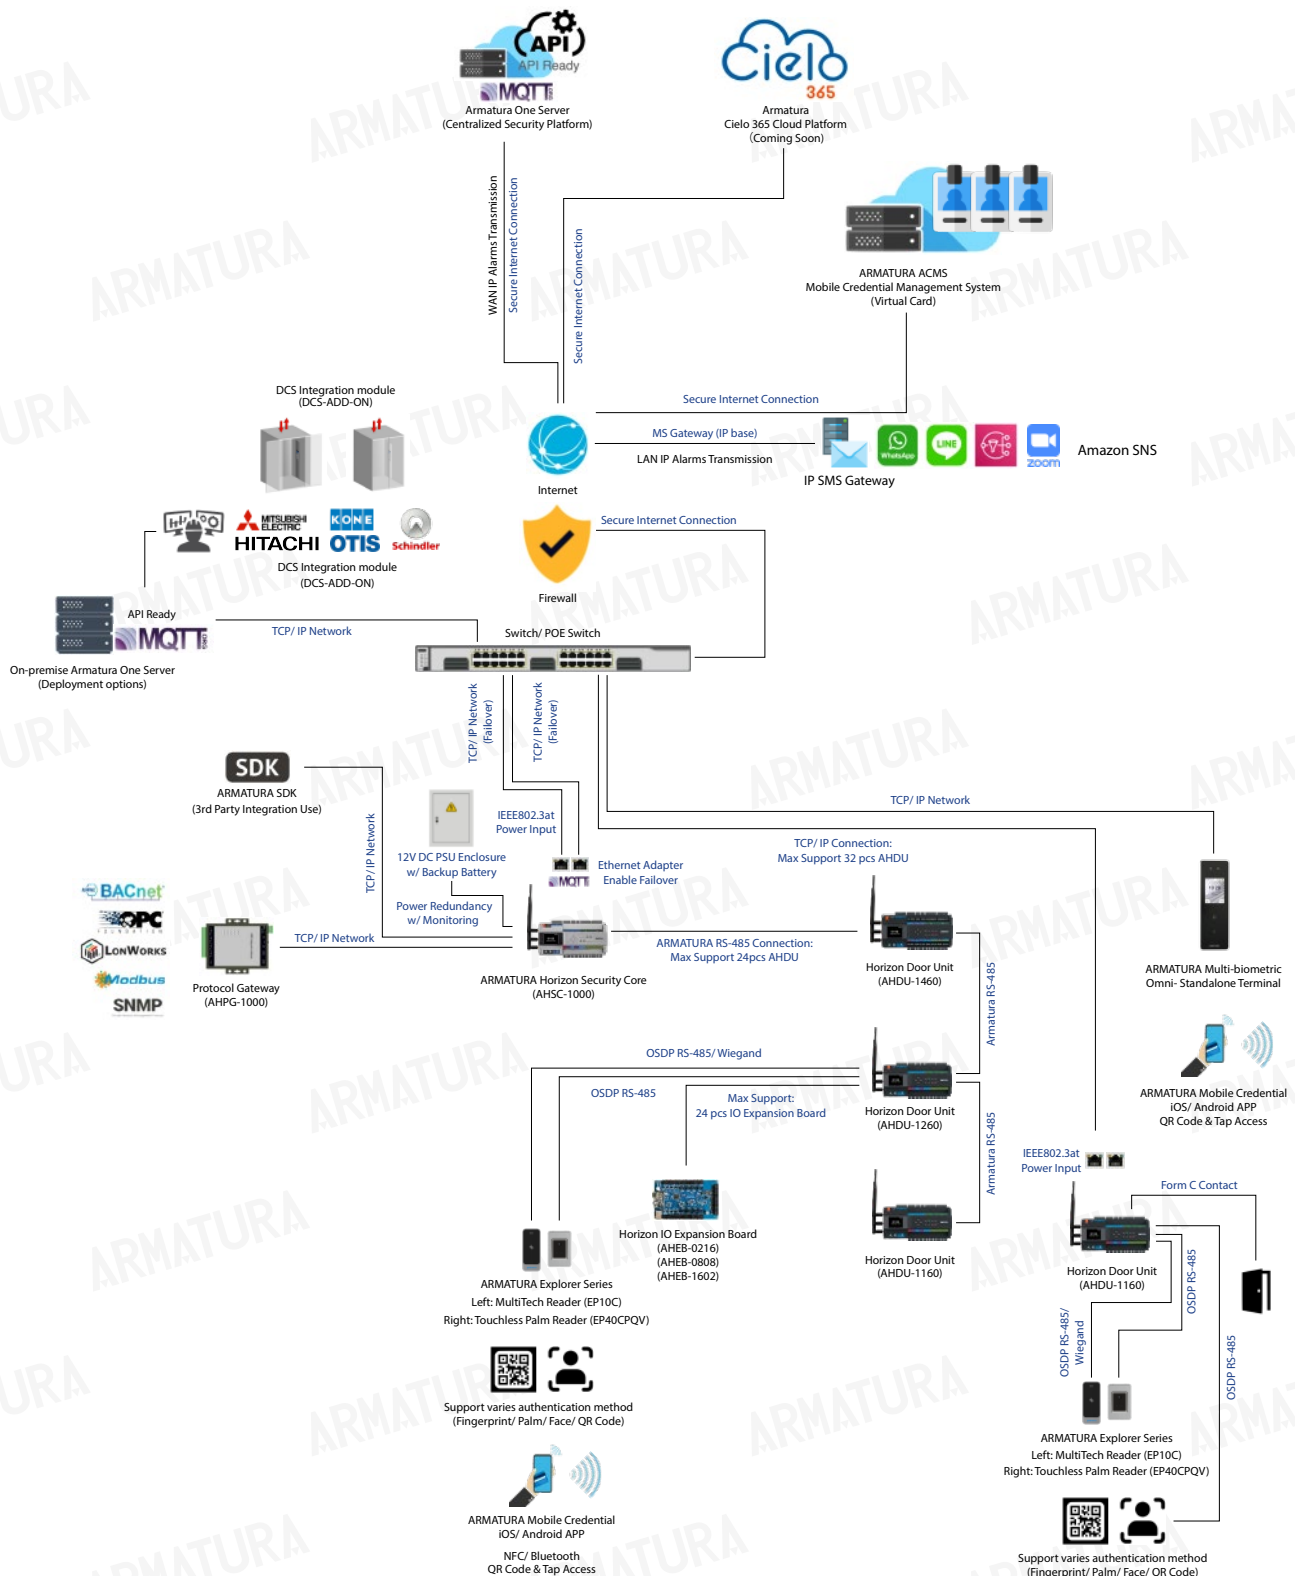 API
API Ready
MQTT
Armatura One Server
(Centralized Security Platform)
Cielo
365
Armatura
Cielo 365 Cloud Platform
(Coming Soon)
WAN IP Alarms Transmission
Secure Internet Connection
Secure Internet Connection
ARMATURA ACMS
Mobile Credential Management System
(Virtual Card)
DCS Integration module
(DCS-ADD-ON)
Secure Internet Connection
MS Gateway (IP base)
LAN IP Alarms Transmission
WhatsApp
LINE
zoom
Amazon SNS
IP SMS Gateway
Internet
MITSUBISHI
ELECTRIC
KONE
HITACHI
OTIS
Schindler
DCS Integration module
(DCS-ADD-ON)
Secure Internet Connection
Firewall
API Ready
MQTT
On-premise Armatura One Server
(Deployment options)
TCP/ IP Network
Switch/ POE Switch
TCP/ IP Network
(Failover)
TCP/ IP Network
(Failover)
SDK
ARMATURA SDK
(3rd Party Integration Use)
TCP/ IP Network
12V DC PSU Enclosure
w/ Backup Battery
Power Redundancy
w/ Monitoring
IEEE802.3at
Power Input
MQTT
Ethernet Adapter
Enable Failover
TCP/ IP Network
TCP/ IP Connection:
Max Support 32 pcs AHDU
BACnet
OPC
FOUNDATION
LONWORKS
Modbus
SNMP
Protocol Gateway
(AHPG-1000)
TCP/ IP Network
ARMATURA Horizon Security Core
(AHSC-1000)
ARMATURA RS-485 Connection:
Max Support 24pcs AHDU
Horizon Door Unit
(AHDU-1460)
Armatura RS-485
ARMATURA Multi-biometric
Omni- Standalone Terminal
OSDP RS-485/ Wiegand
OSDP RS-485
Max Support:
24 pcs IO Expansion Board
Horizon Door Unit
(AHDU-1260)
Armatura RS-485
ARMATURA Mobile Credential
iOS/ Android APP
QR Code & Tap Access
IEEE802.3at
Power Input
Form C Contact
Horizon IO Expansion Board
(AHEB-0216)
(AHEB-0808)
(AHEB-1602)
Horizon Door Unit
(AHDU-1160)
Horizon Door Unit
(AHDU-1160)
ARMATURA Explorer Series
Left: MultiTech Reader (EP10C)
Right: Touchless Palm Reader (EP40CPQV)
OSDP RS-485/
Wiegand
OSDP RS-485
OSDP RS-485
Support varies authentication method
(Fingerprint/ Palm/ Face/ QR Code)
ARMATURA Explorer Series
Left: MultiTech Reader (EP10C)
Right: Touchless Palm Reader (EP40CPQV)
ARMATURA Mobile Credential
iOS/ Android APP
NFC/ Bluetooth
QR Code & Tap Access
Support varies authentication method
(Fingerprint/ Palm/ Face/ QR Code)
ARMATURA